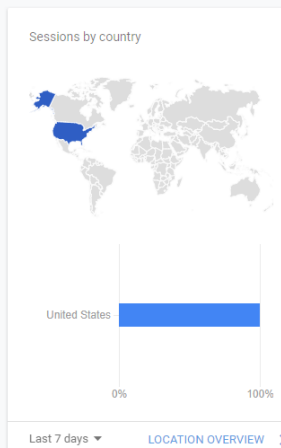 Sessions by country
United States
0% 100%
Last 7 days LOCATION OVERVIEW